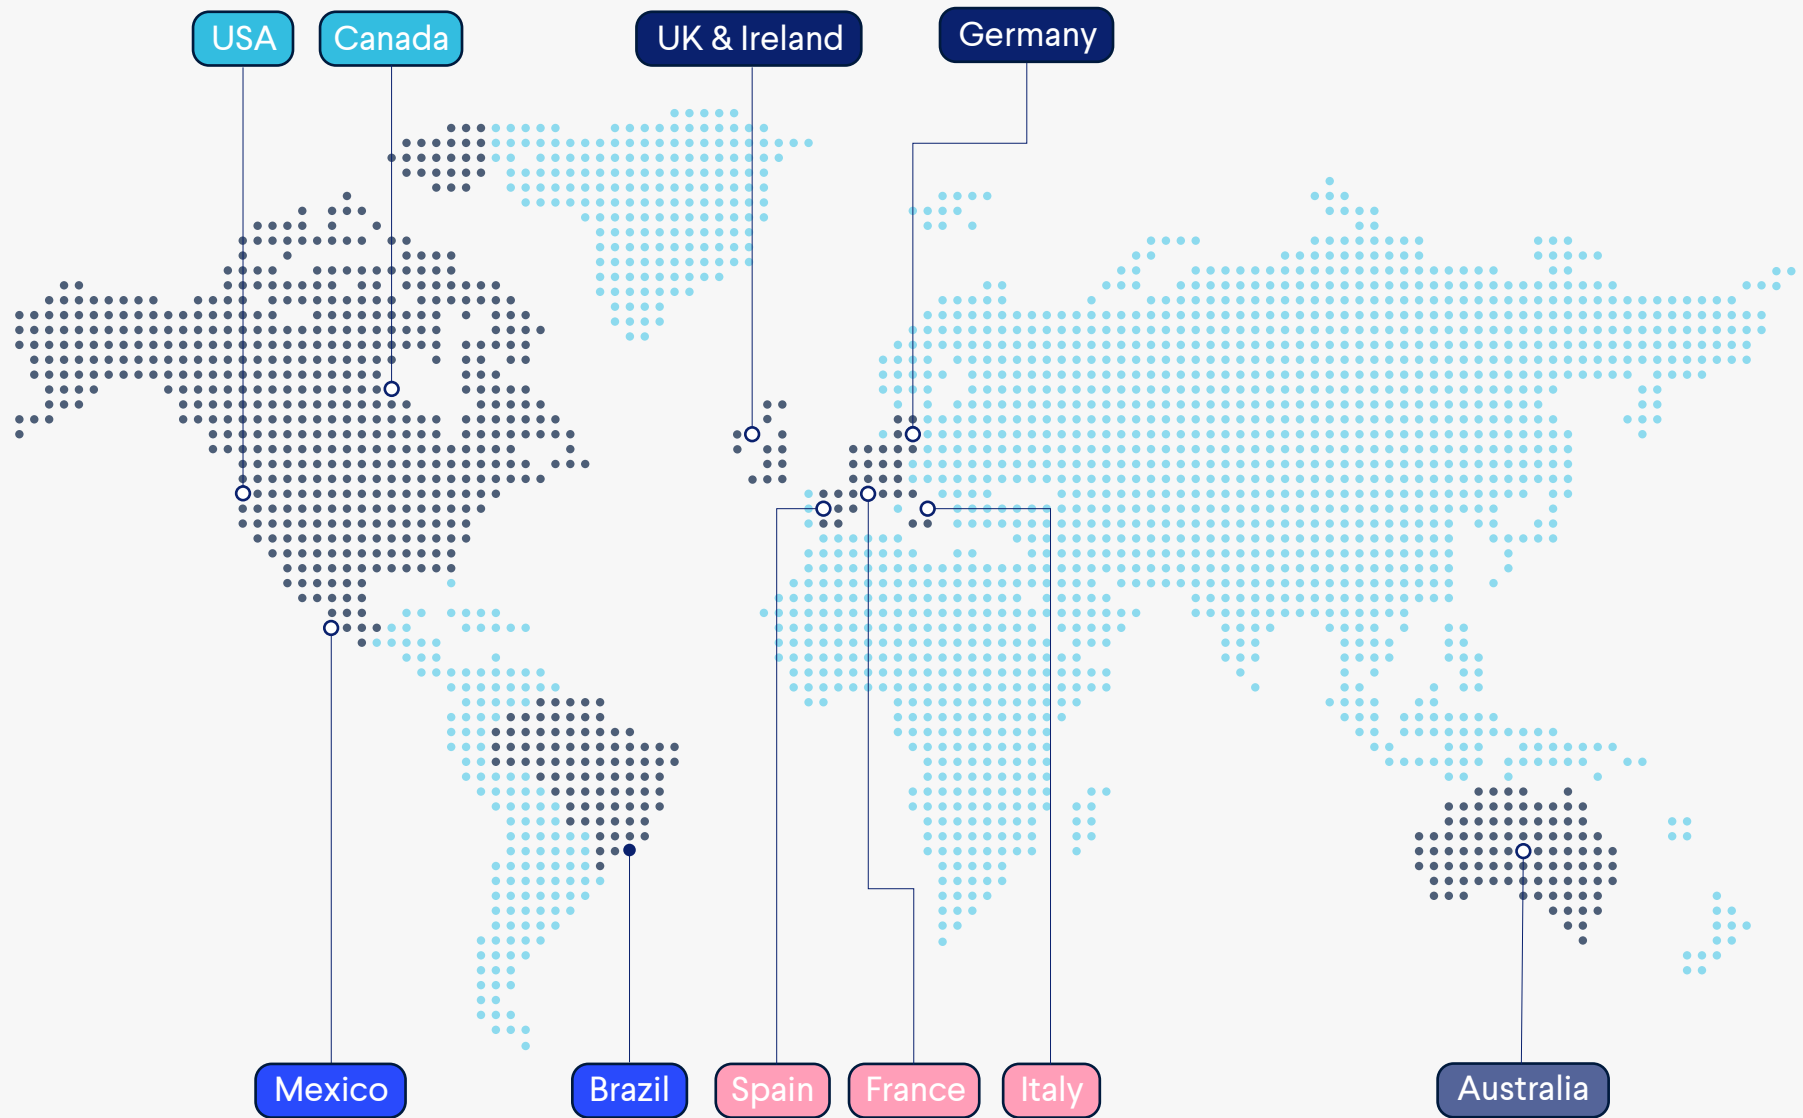 USA
Canada
UK & Ireland
Germany
Mexico
Brazil
Spain
France
Italy
Australia